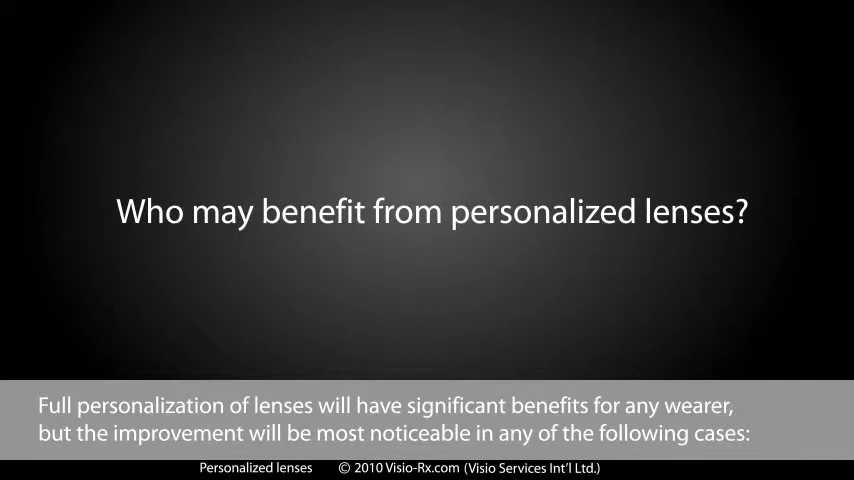 Who may benefit from personalized lenses?
Full personalization of lenses will have significant benefits for any wearer,
but the improvement will be most noticeable in any of the following cases:
Personalized lenses © 2010 Visio-Rx.com (Visio Services Int'l Ltd.)